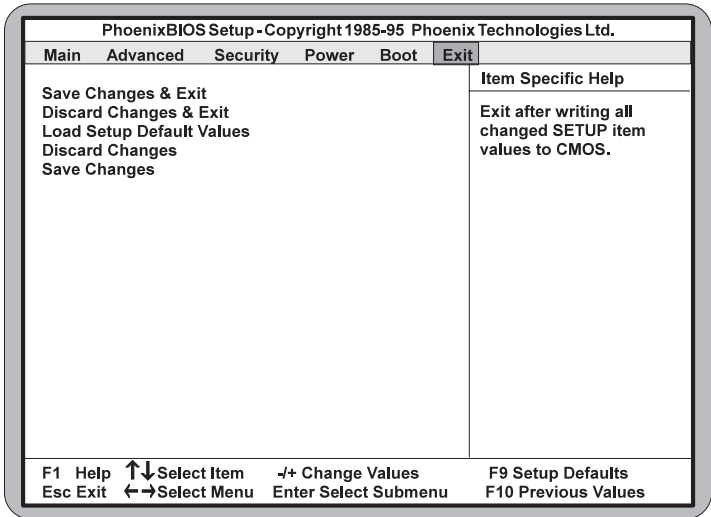 PhoenixBIOS Setup - Copyright 1985-95 Phoenix Technologies Ltd.
Main Advanced Security Power Boot Exit
Item Specific Help
Save Changes & Exit
Discard Changes & Exit
Load Setup Default Values
Discard Changes
Save Changes
Exit after writing all
changed SETUP item
values to CMOS.
F1 Help ↑↓Select Item -/+ Change Values F9 Setup Defaults
Esc Exit ←→Select Menu Enter Select Submenu F10 Previous Values